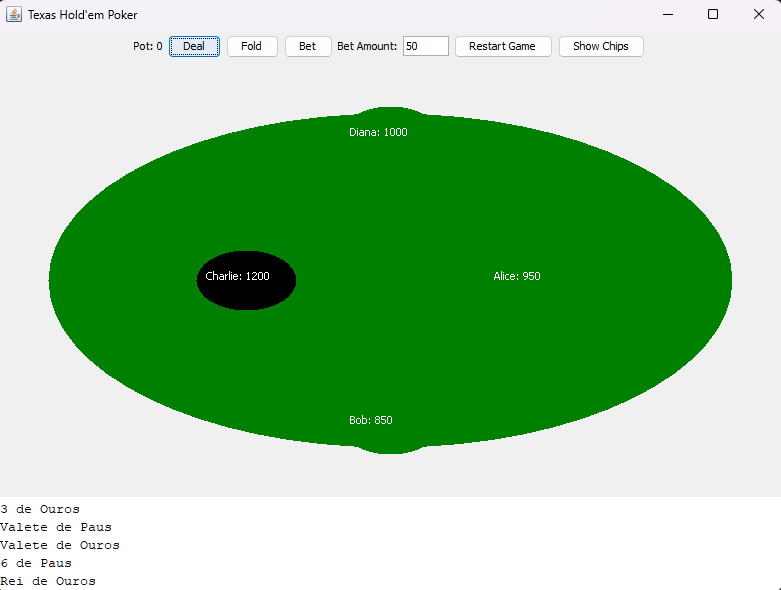 Texas Hold'em Poker
Pot: 0 Deal Fold Bet Bet Amount: 50 Restart Game Show Chips
Diana: 1000
Charlie: 1200 Alice: 950
Bob: 850
3 de Ouros
Valete de Paus
Valete de Ouros
6 de Paus
Rei de Ouros